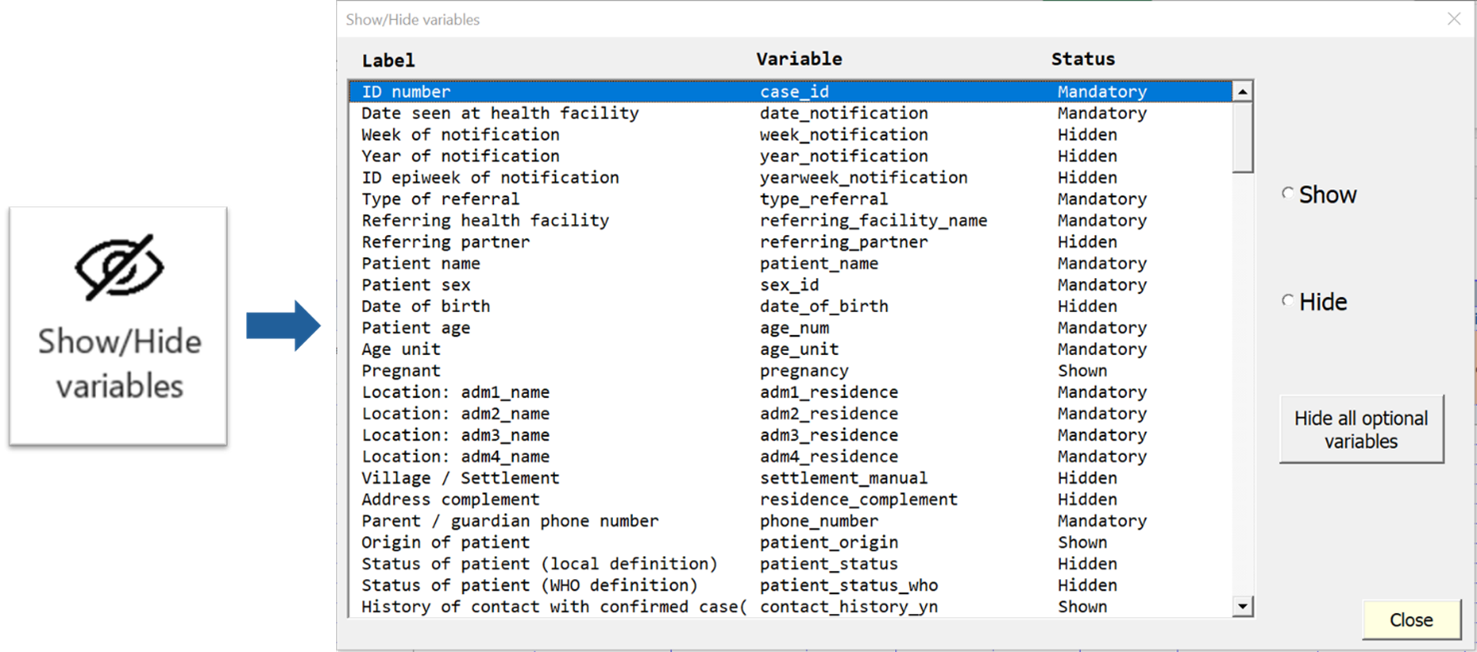 Show/Hide
variables
Show/Hide variables
Label Variable Status
ID number case_id Mandatory
Date seen at health facility date_notification Mandatory
Week of notification week_notification Hidden
Year of notification year_notification Hidden
ID epiweek of notification yearweek_notification Hidden
Type of referral type_referral Mandatory
Referring health facility referring_facility_name Mandatory
Referring partner referring_partner Hidden
Patient name patient_name Mandatory
Patient sex sex_id Mandatory
Date of birth date_of_birth Hidden
Patient age age_num Mandatory
Age unit age_unit Mandatory
Pregnant pregnancy Shown
Location: adm1_name adm1_residence Mandatory
Location: adm2_name adm2_residence Mandatory
Location: adm3_name adm3_residence Mandatory
Location: adm4_name adm4_residence Mandatory
Village / Settlement settlement_manual Hidden
Address complement residence_complement Hidden
Parent / guardian phone number phone_number Mandatory
Origin of patient patient_origin Shown
Status of patient (local definition) patient_status Hidden
Status of patient (WHO definition) patient_status_who Hidden
History of contact with confirmed case( contact_history_yn Shown
Show
Hide
Hide all optional
variables
Close